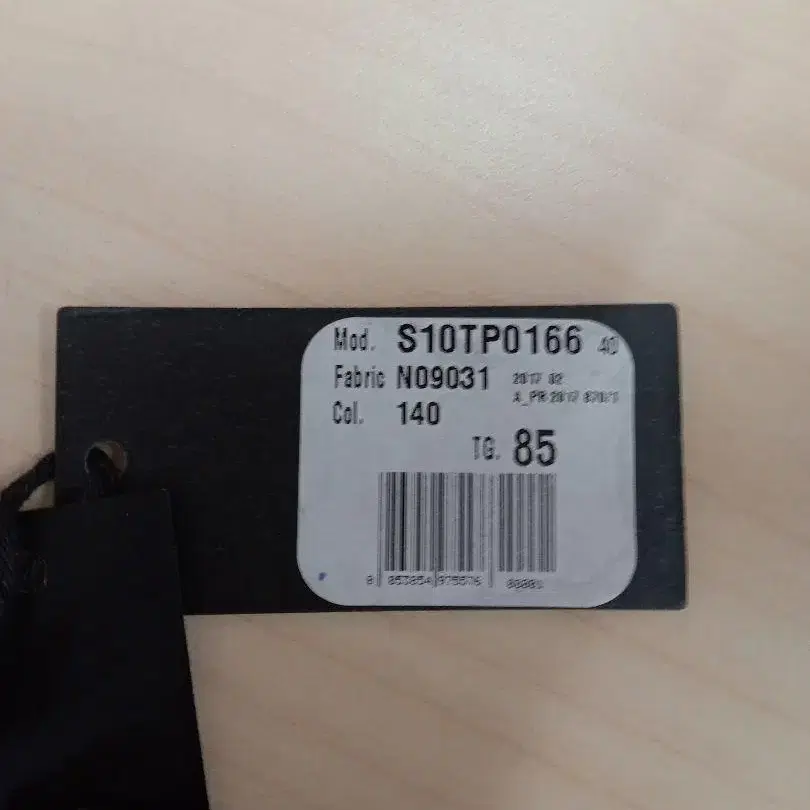 Mod. S10TP0166 40
Fabric N09031 2017 02
Col. 140
TG. 85